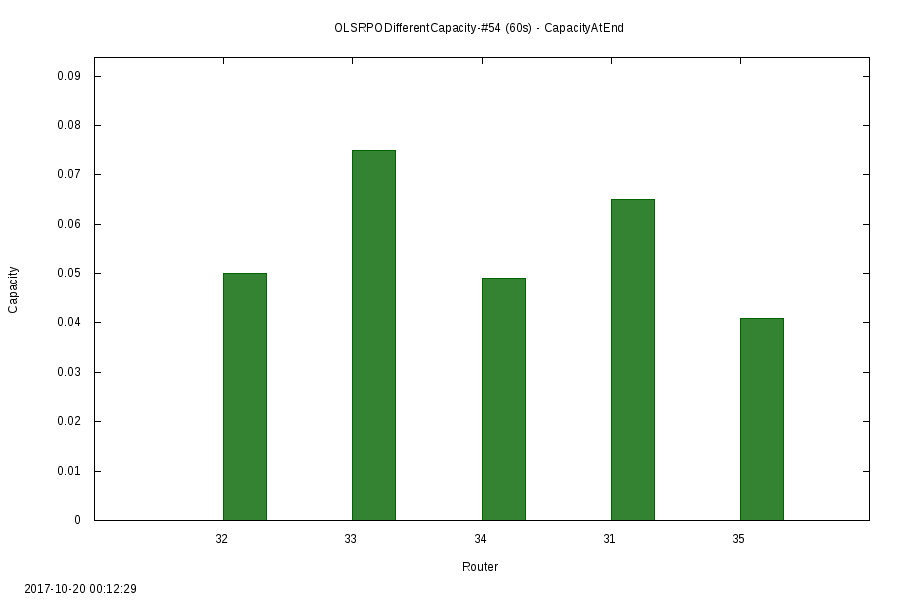 OLSRPODifferentCapacity-#54 (60s) - CapacityAtEnd
0.09
0.08
0.07
0.06
0.05
0.04
0.03
0.02
0.01
0
Capacity
32 33 34 31 35
Router
2017-10-20 00:12:29